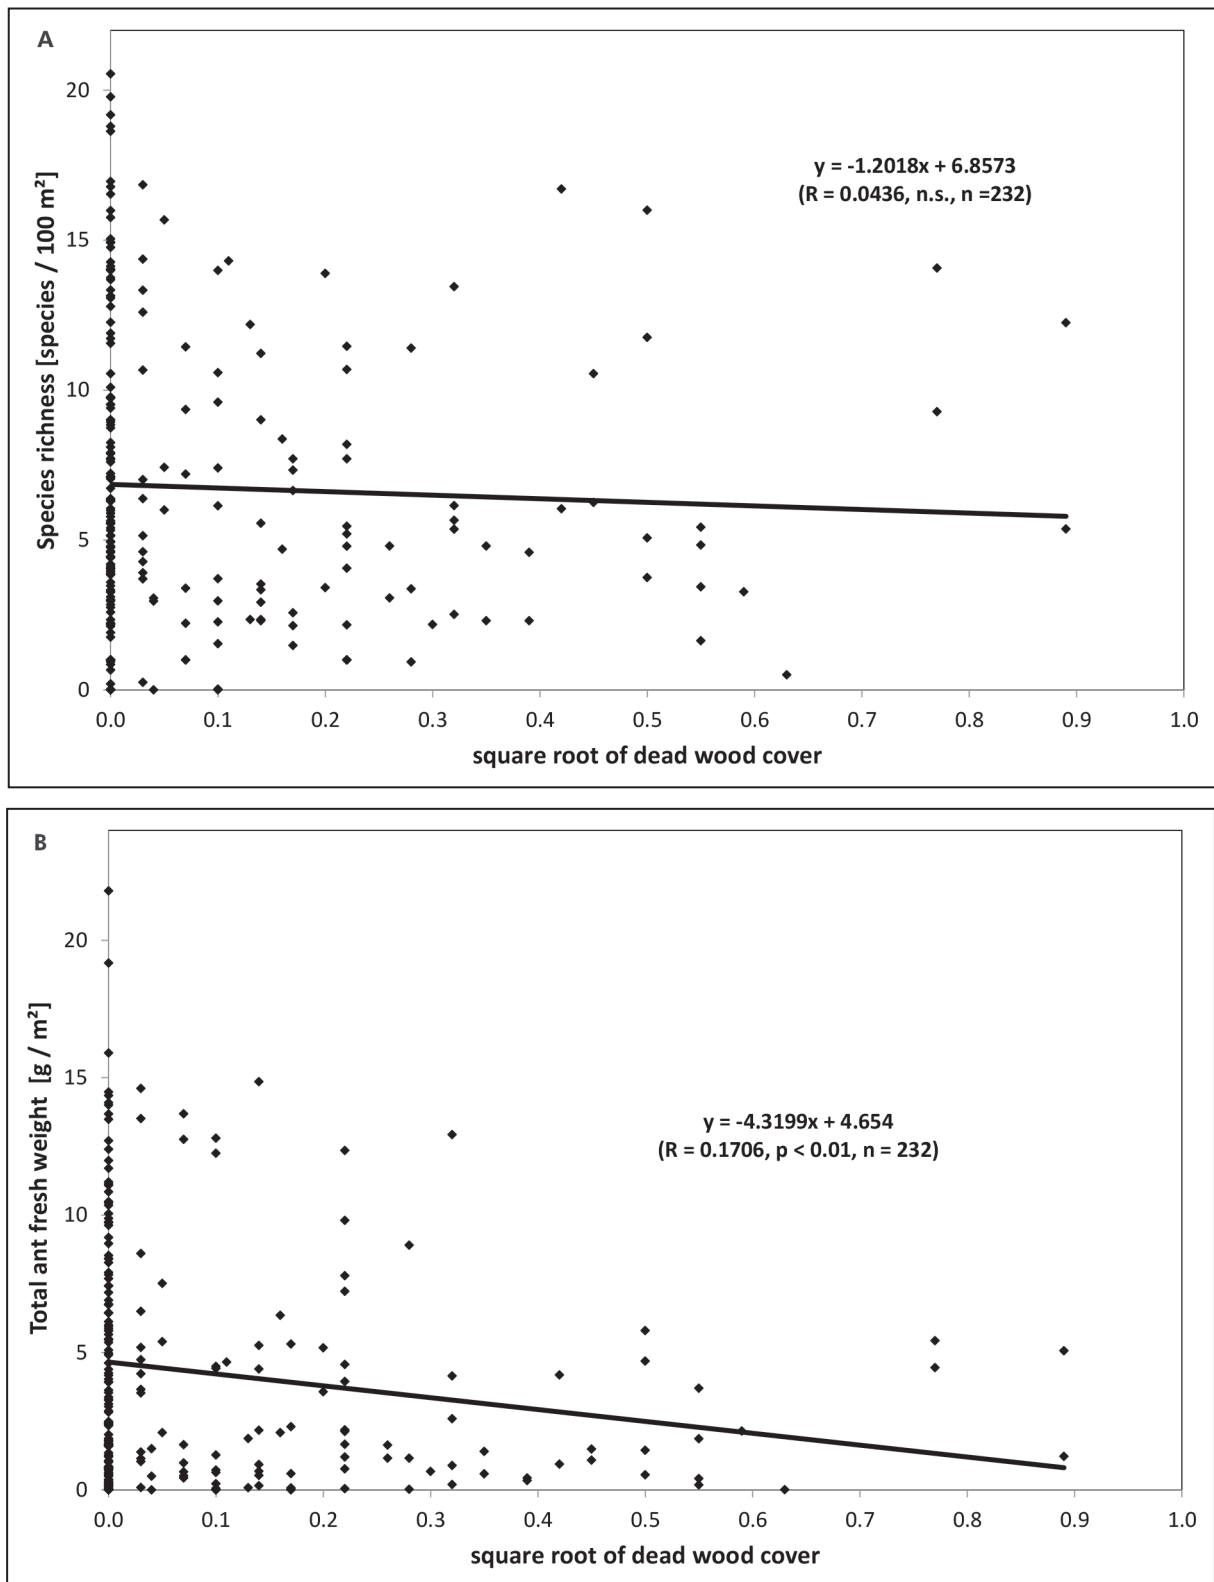 A
20
15
10
5
0
Species richness [species / 100 m²]
y = -1.2018x + 6.8573
(R = 0.0436, n.s., n =232)
0.0 0.1 0.2 0.3 0.4 0.5 0.6 0.7 0.8 0.9 1.0
square root of dead wood cover
B
20
15
10
5
0
Total ant fresh weight [g / m²]
y = -4.3199x + 4.654
(R = 0.1706, p < 0.01, n = 232)
0.0 0.1 0.2 0.3 0.4 0.5 0.6 0.7 0.8 0.9 1.0
square root of dead wood cover